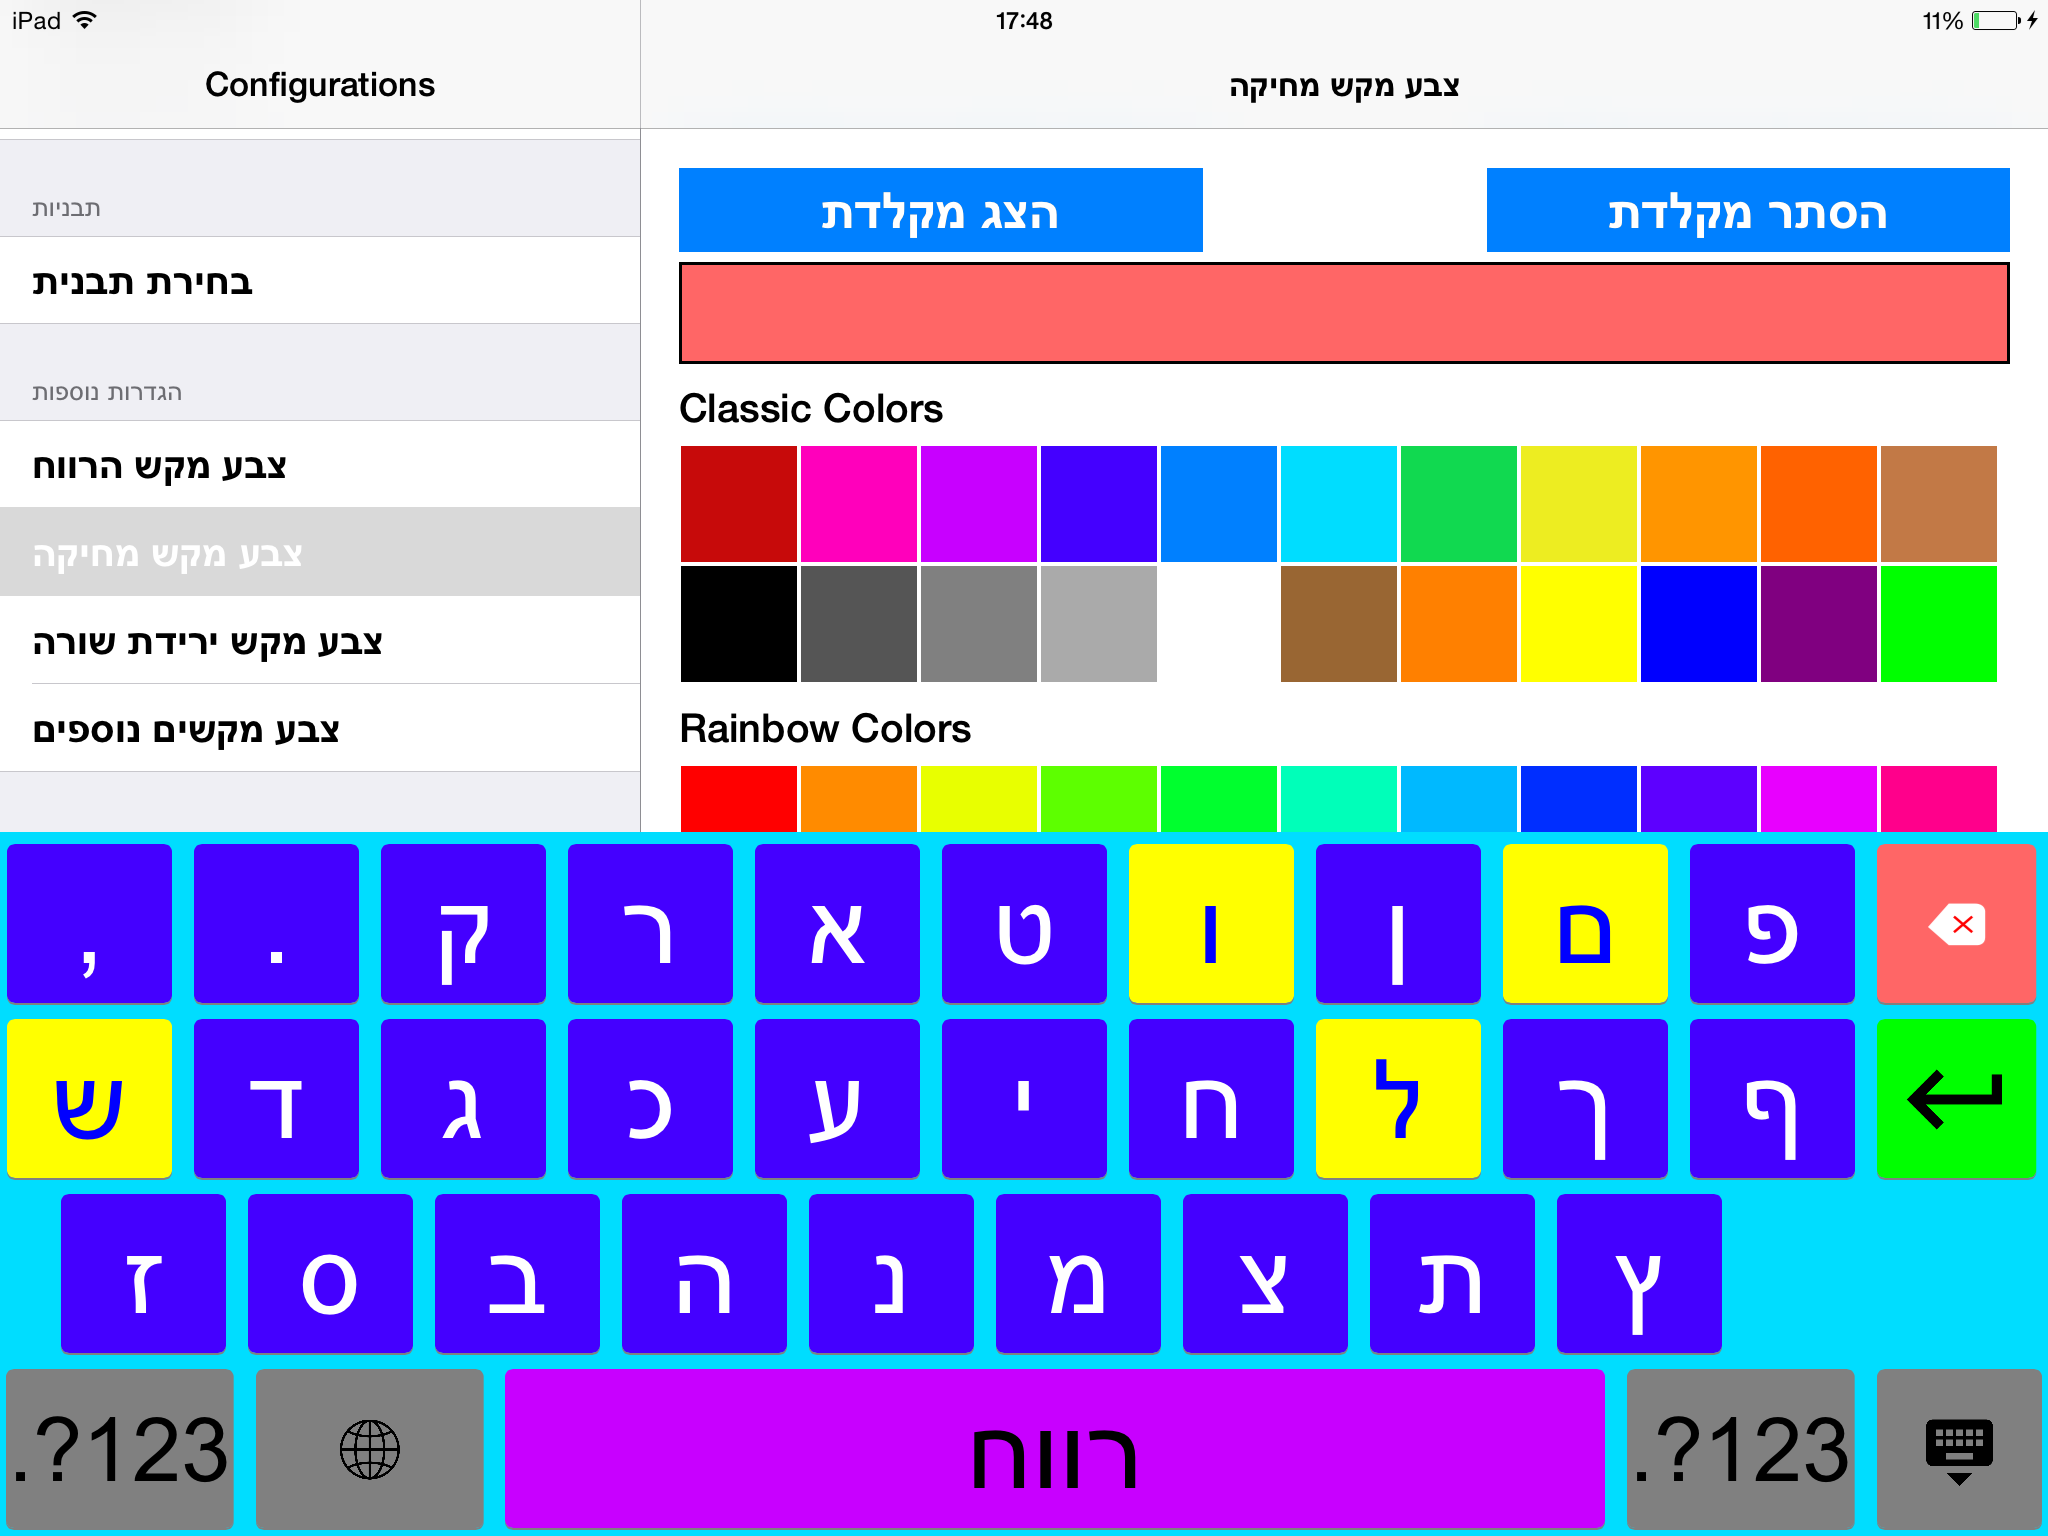 iPad 17:48 11%
Configurations
צבע מקש מחיקה
תבניות
בחירת תבנית
הגדרות נוספות
צבע מקש הרווח
צבע מקש מחיקה
צבע מקש ירידת שורה
צבע מקשים נוספים
הצג מקלדת
הסתר מקלדת
Classic Colors
Rainbow Colors
, . ק ר א ט ו ן ם פ
ש ד ג כ ע י ח ל ך ף
ז ס ב ה נ מ צ ת ץ
.?123 רווח .?123